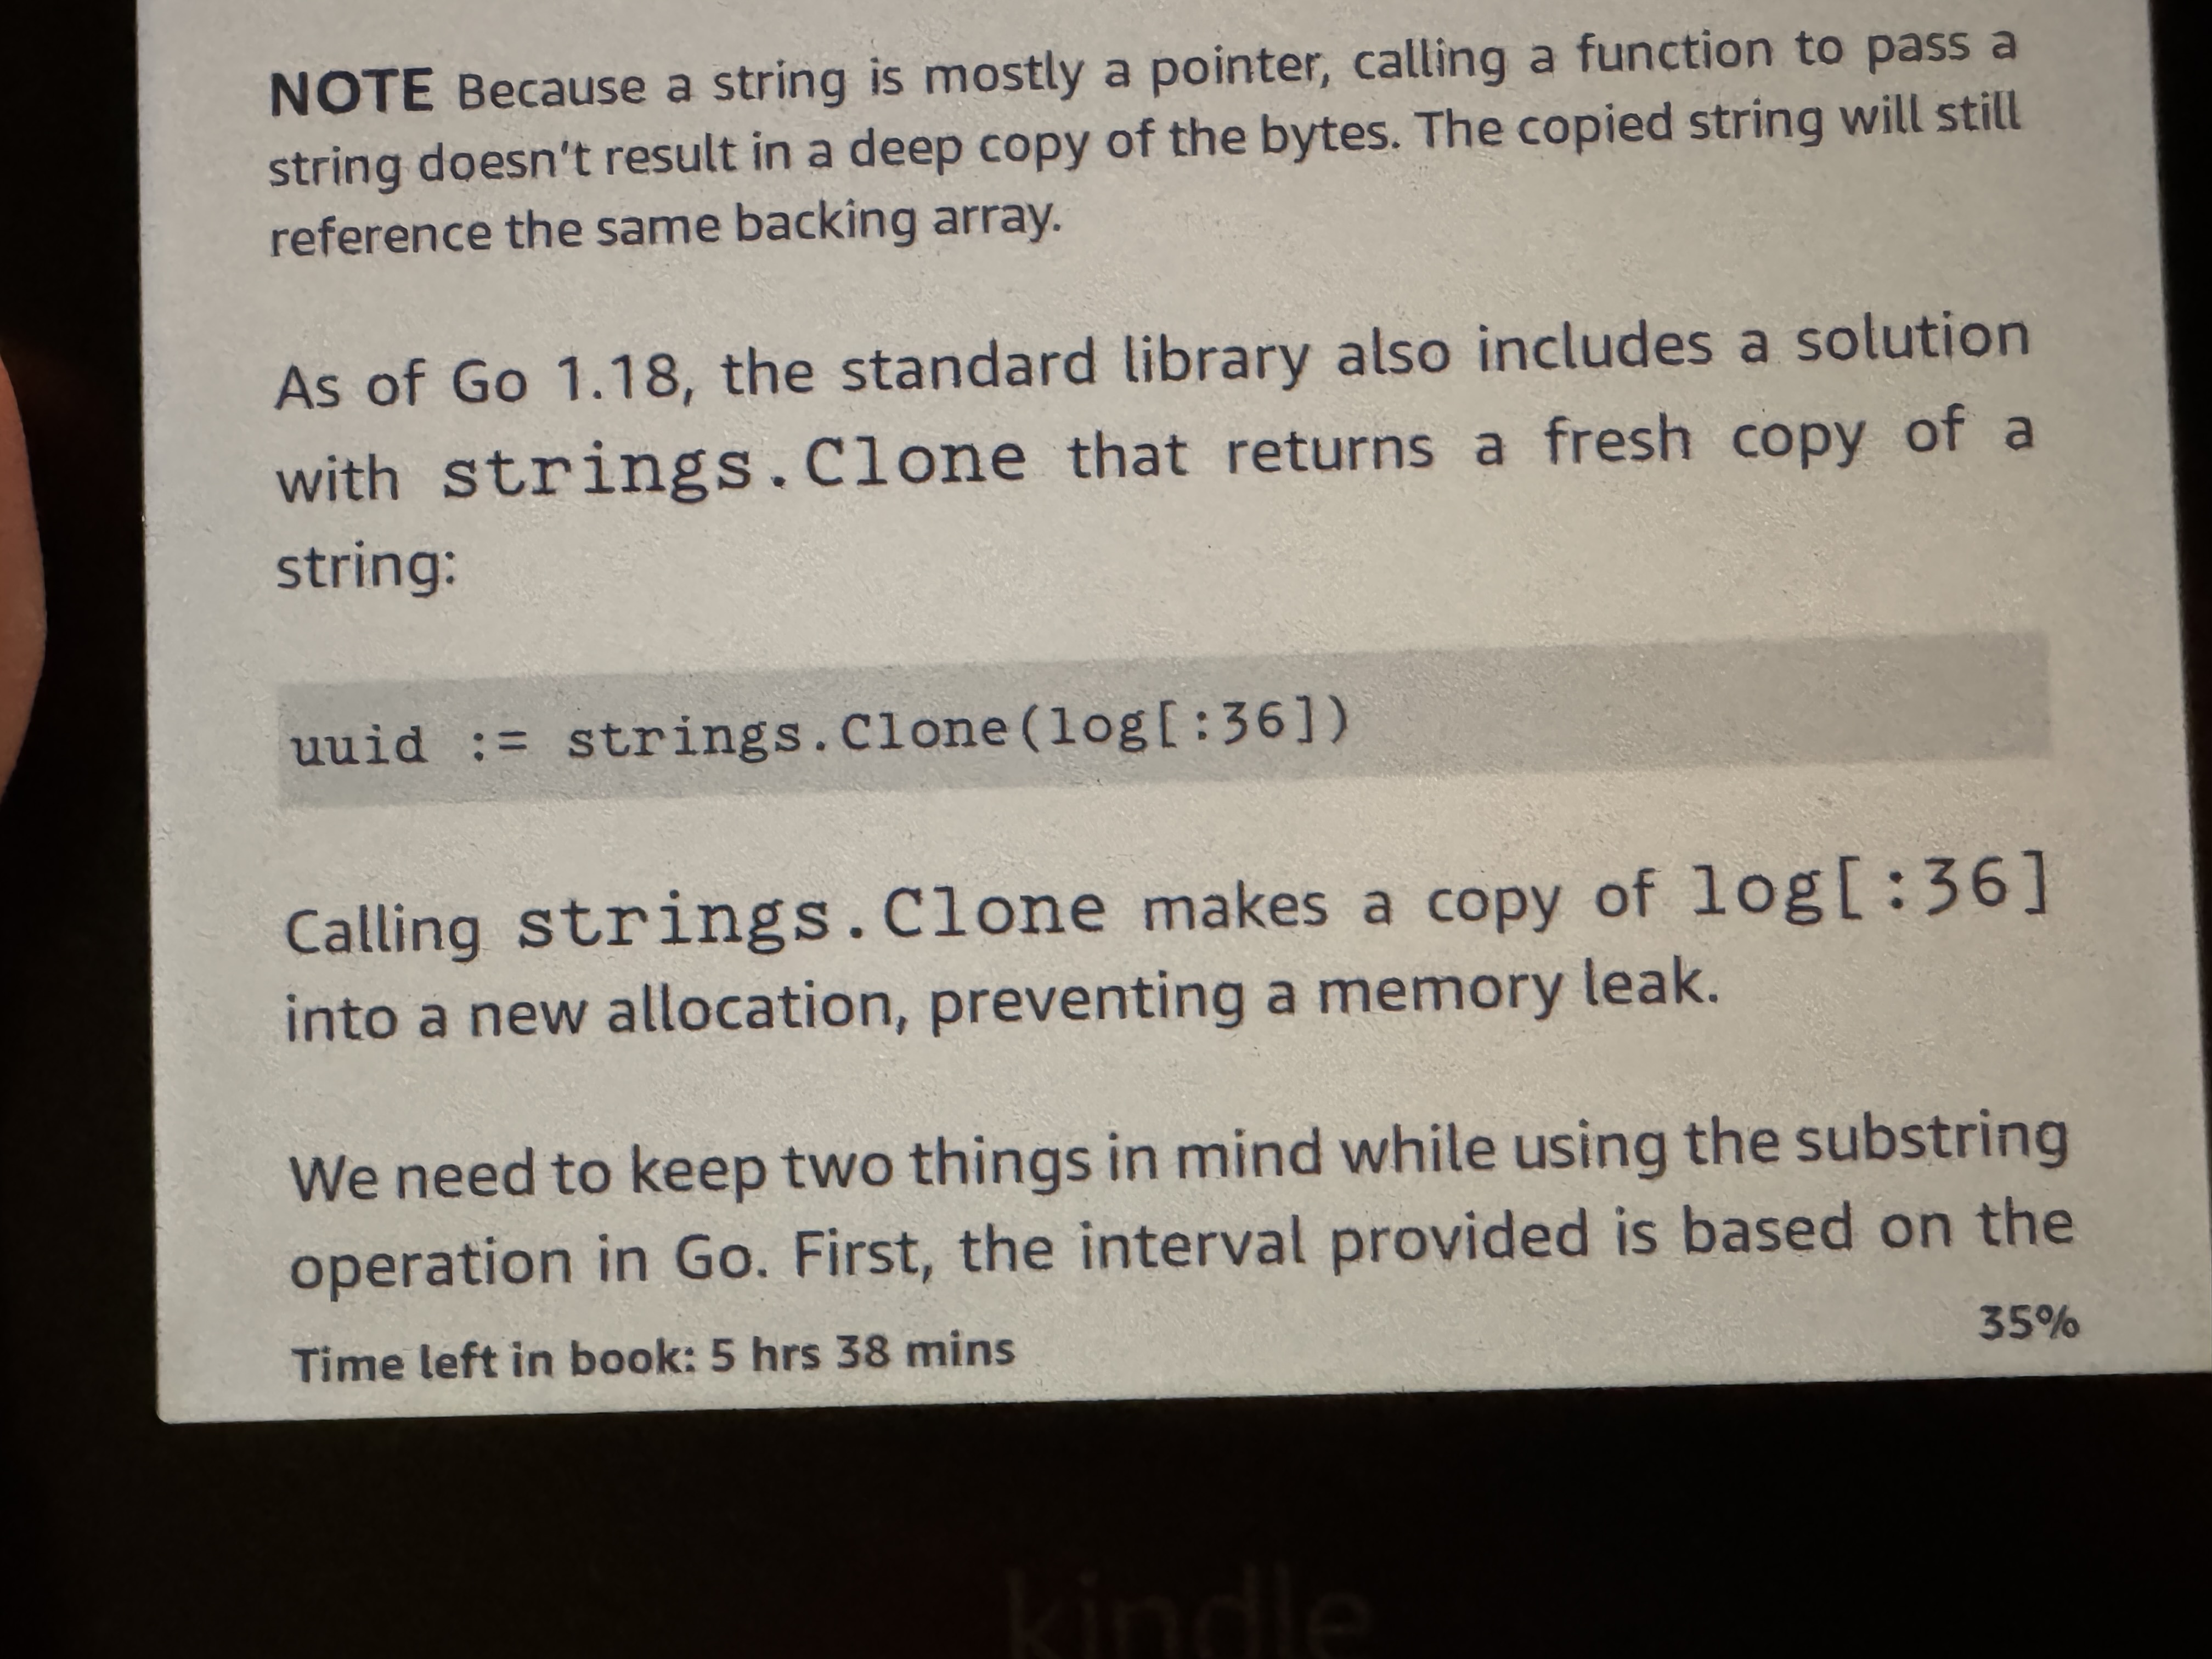 NOTE Because a string is mostly a pointer, calling a function to pass a
string doesn't result in a deep copy of the bytes. The copied string will still
reference the same backing array.
As of Go 1.18, the standard library also includes a solution
with strings.Clone that returns a fresh copy of a
string:
uuid := strings.Clone(log[:36])
Calling strings.Clone makes a copy of log[:36]
into a new allocation, preventing a memory leak.
We need to keep two things in mind while using the substring
operation in Go. First, the interval provided is based on the
Time left in book: 5 hrs 38 mins 35%
kindle